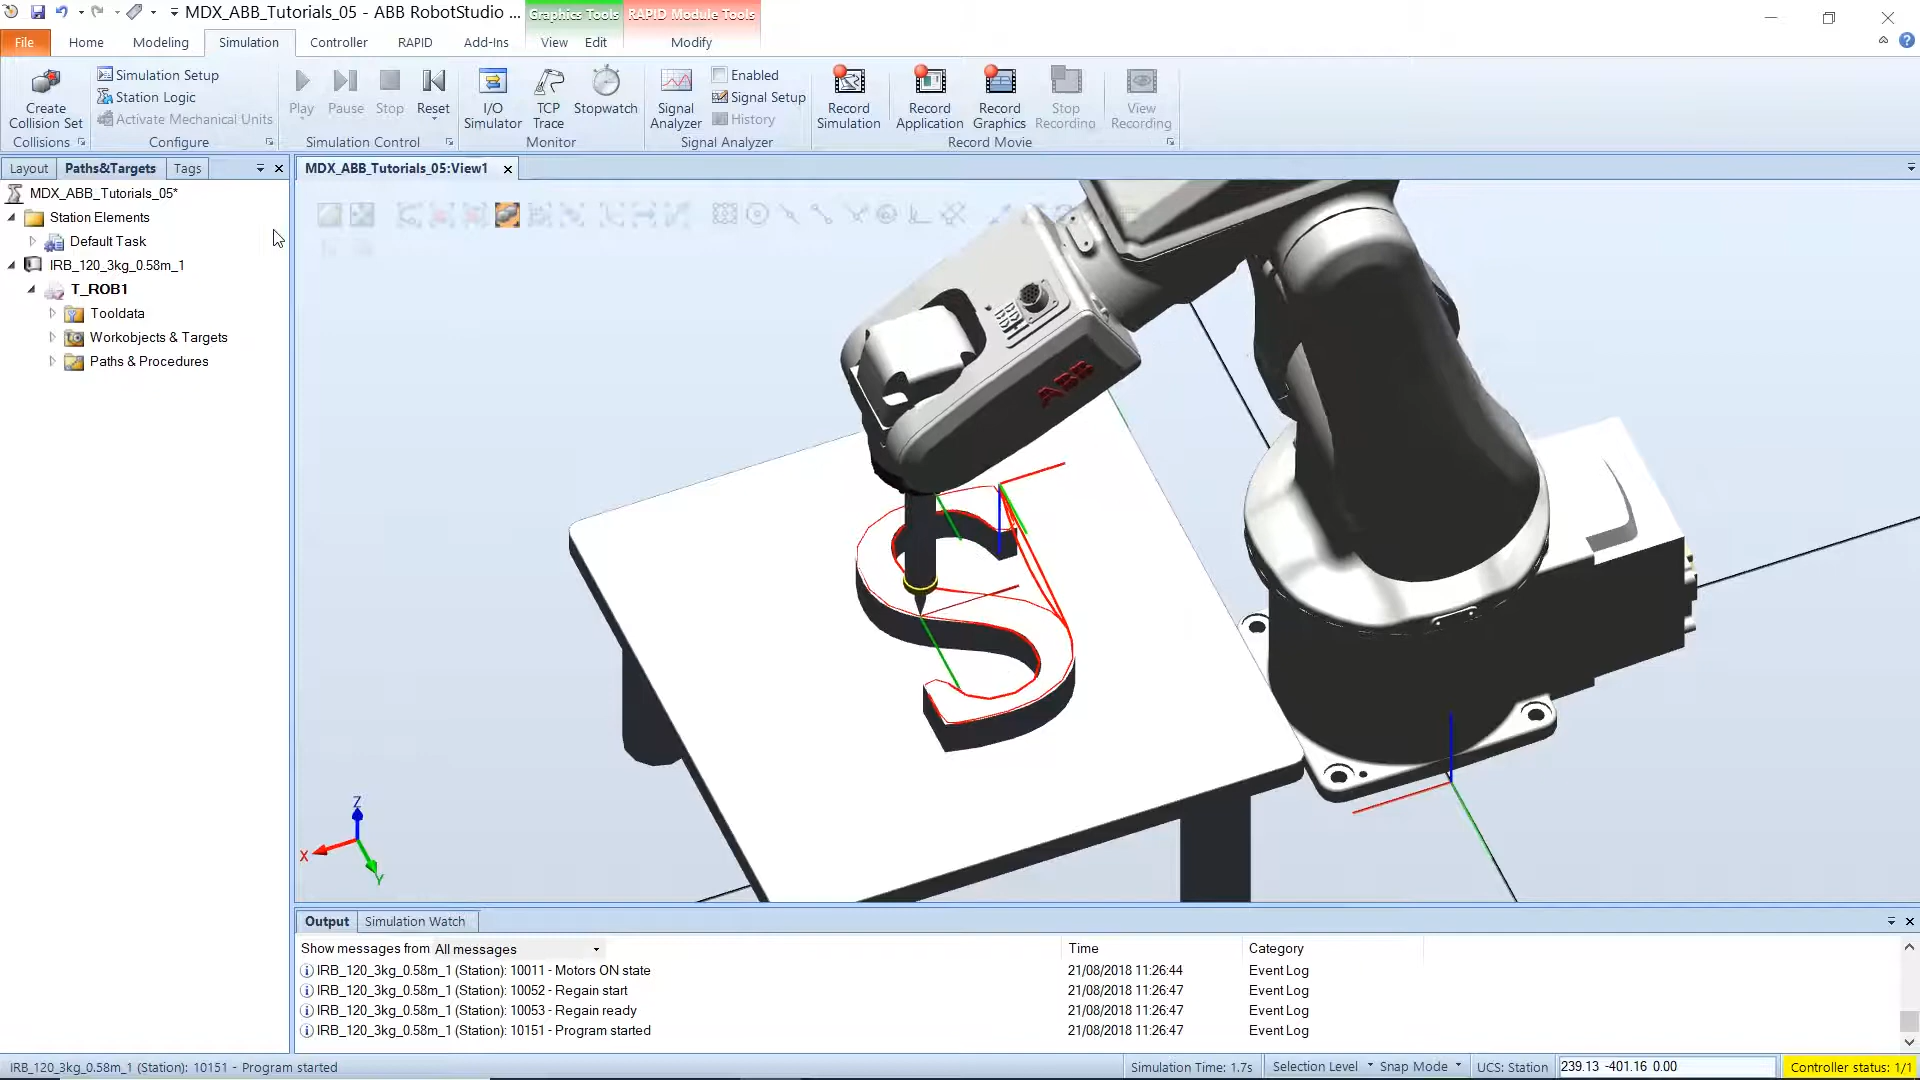 MDX_ABB_Tutorials_05 - ABB RobotStudio ...
Graphics Tools
RAPID Module Tools
File
Home
Modeling
Simulation
Controller
RAPID
Add-Ins
View
Edit
Modify
Create Collision Set
Simulation Setup
Station Logic
Activate Mechanical Units
Play
Pause
Stop
Reset
I/O Simulator
TCP Trace
Stopwatch
Signal Analyzer
Enabled
Signal Setup
History
Record Simulation
Record Application
Record Graphics
Stop Recording
View Recording
Collisions
Configure
Simulation Control
Monitor
Signal Analyzer
Record Movie
Layout
Paths&Targets
Tags
MDX_ABB_Tutorials_05:View1
MDX_ABB_Tutorials_05*
Station Elements
Default Task
IRB_120_3kg_0.58m_1
T_ROB1
Tooldata
Workobjects & Targets
Paths & Procedures
ABB
Z
X
Y
Output
Simulation Watch
Show messages from All messages
Time
Category
IRB_120_3kg_0.58m_1 (Station): 10011 - Motors ON state 21/08/2018 11:26:44 Event Log
IRB_120_3kg_0.58m_1 (Station): 10052 - Regain start 21/08/2018 11:26:47 Event Log
IRB_120_3kg_0.58m_1 (Station): 10053 - Regain ready 21/08/2018 11:26:47 Event Log
IRB_120_3kg_0.58m_1 (Station): 10151 - Program started 21/08/2018 11:26:47 Event Log
IRB_120_3kg_0.58m_1 (Station): 10151 - Program started
Simulation Time: 1.7s
Selection Level
Snap Mode
UCS: Station
239.13 -401.16 0.00
Controller status: 1/1